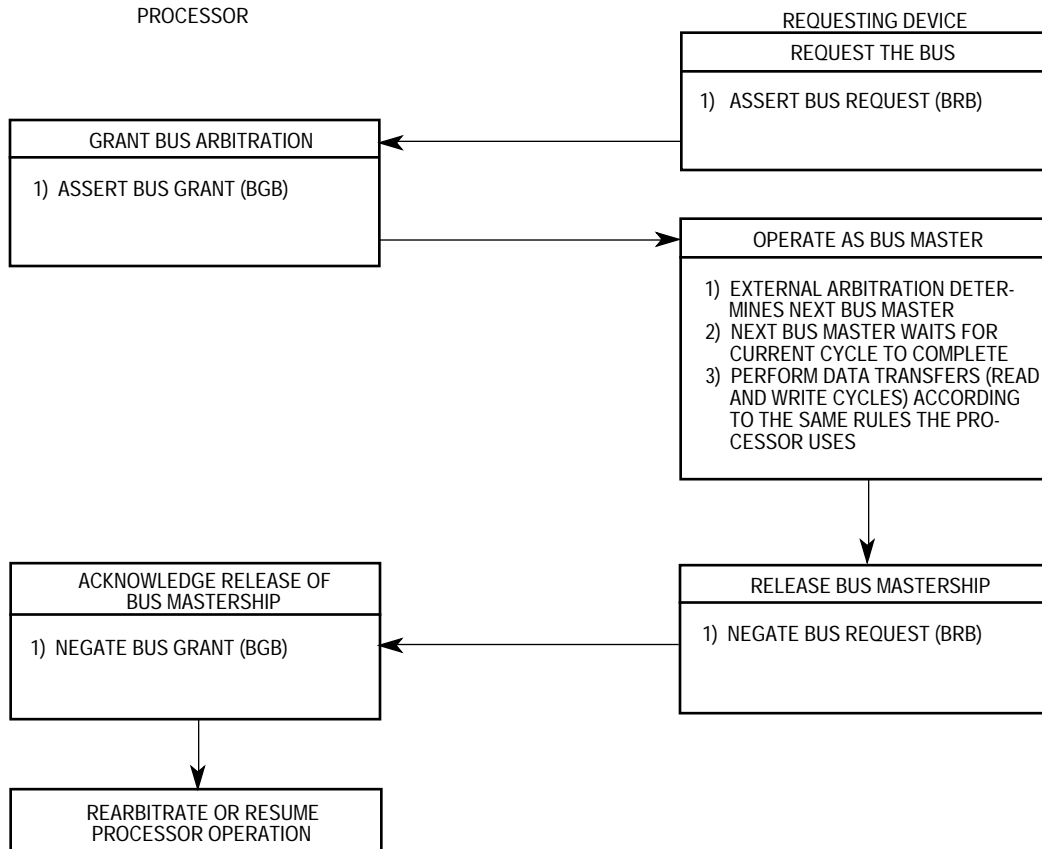 PROCESSOR
REQUESTING DEVICE
REQUEST THE BUS
1) ASSERT BUS REQUEST (BRB)
GRANT BUS ARBITRATION
1) ASSERT BUS GRANT (BGB)
OPERATE AS BUS MASTER
1) EXTERNAL ARBITRATION DETER-
MINES NEXT BUS MASTER
2) NEXT BUS MASTER WAITS FOR
CURRENT CYCLE TO COMPLETE
3) PERFORM DATA TRANSFERS (READ
AND WRITE CYCLES) ACCORDING
TO THE SAME RULES THE PRO-
CESSOR USES
RELEASE BUS MASTERSHIP
1) NEGATE BUS REQUEST (BRB)
ACKNOWLEDGE RELEASE OF
BUS MASTERSHIP
1) NEGATE BUS GRANT (BGB)
REARBITRATE OR RESUME
PROCESSOR OPERATION